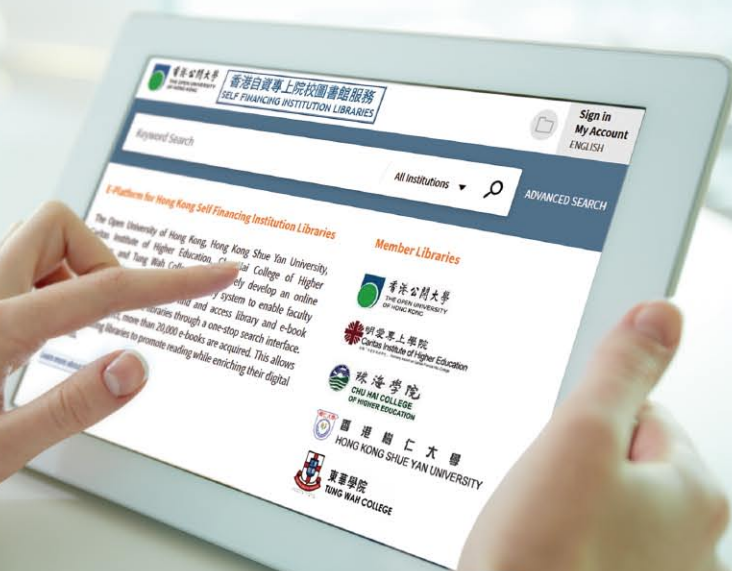 香港公開大學
THE OPEN UNIVERSITY
OF HONG KONG
香港自資專上院校圖書館服務
SELF FINANCING INSTITUTION LIBRARIES
Sign in
My Account
ENGLISH
Keyword Search
All Institutions
ADVANCED SEARCH
E-Platform for Hong Kong Self Financing Institution Libraries
The Open University of Hong Kong, Hong Kong Shue Yan University,
Caritas Institute of Higher Education, Chu Hai College of Higher
and Tung Wah develop an online
system to enable faculty
and access library and e-book
libraries through a one-stop search interface.
more than 20,000 e-books are acquired. This allows
libraries to promote reading while enriching their digital
Learn more about
Member Libraries
香港公開大學
THE OPEN UNIVERSITY
OF HONG KONG
明愛專上學院
Caritas Institute of Higher Education
珠海學院
CHU HAI COLLEGE
OF HIGHER EDUCATION
香港樹仁大學
HONG KONG SHUE YAN UNIVERSITY
東華學院
TUNG WAH COLLEGE